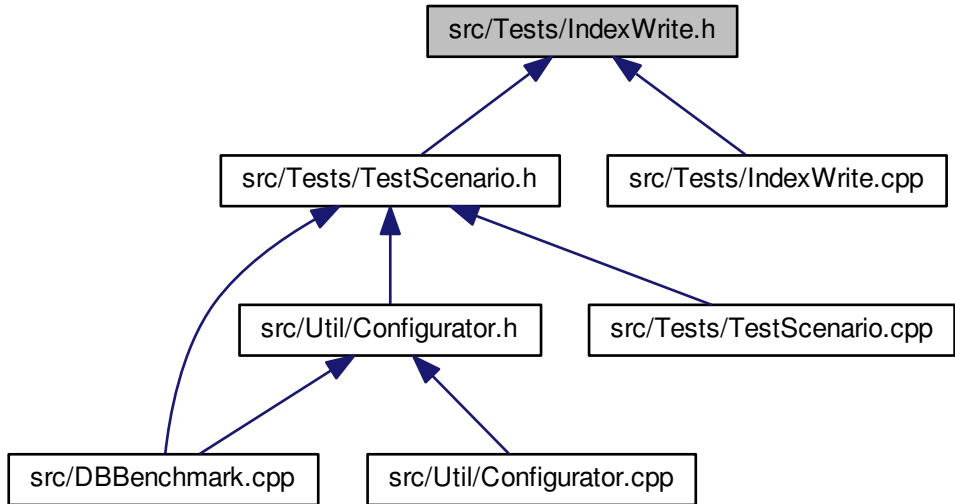 src/Tests/IndexWrite.h
src/Tests/TestScenario.h
src/Tests/IndexWrite.cpp
src/Util/Configurator.h
src/Tests/TestScenario.cpp
src/DBBenchmark.cpp
src/Util/Configurator.cpp